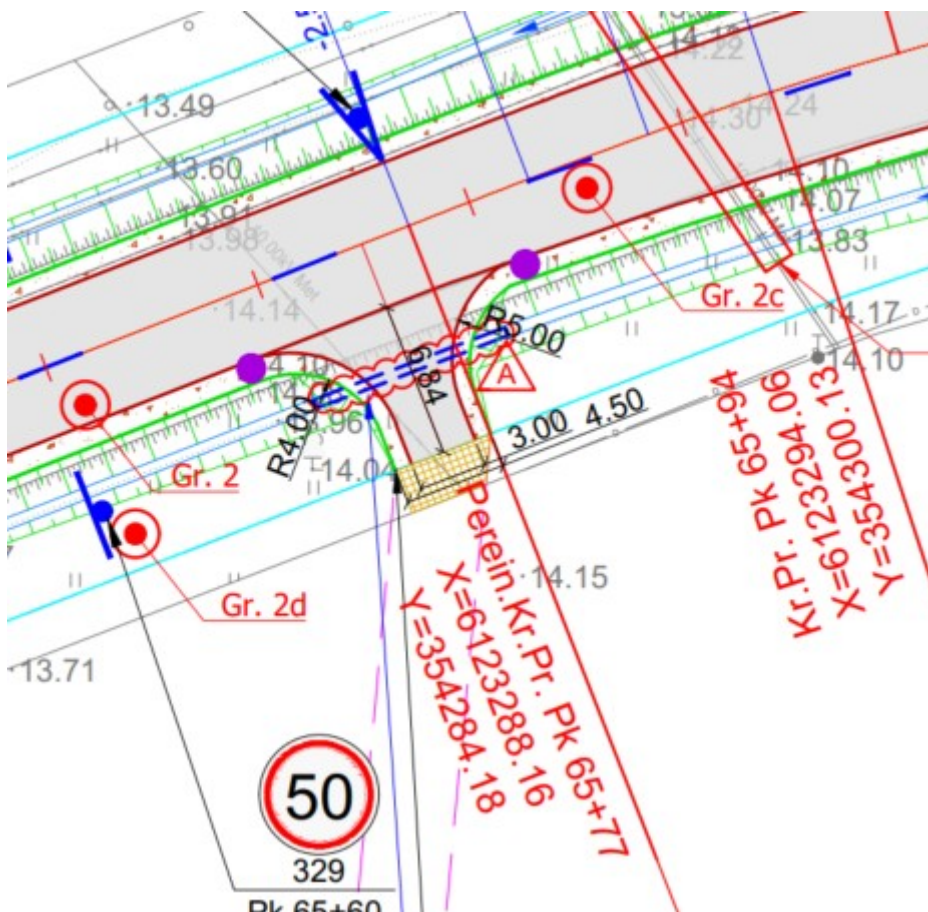 -2.5
14.19
14.22
13.49
14.24
14.30
13.60
14.10
14.07
13.91
13.98
13.83
14.14
Gr. 2c
14.17
14.10
R5.00
6.84
A
R4.00
3.00 4.50
Gr. 2
14.04
Kr.Pr. Pk 65+94
X=6123294.06
Y=354300.13
14.15
Gr. 2d
Perein.Kr.Pr. Pk 65+77
X=6123288.16
Y=354284.18
13.71
50
329
Pk 65+60